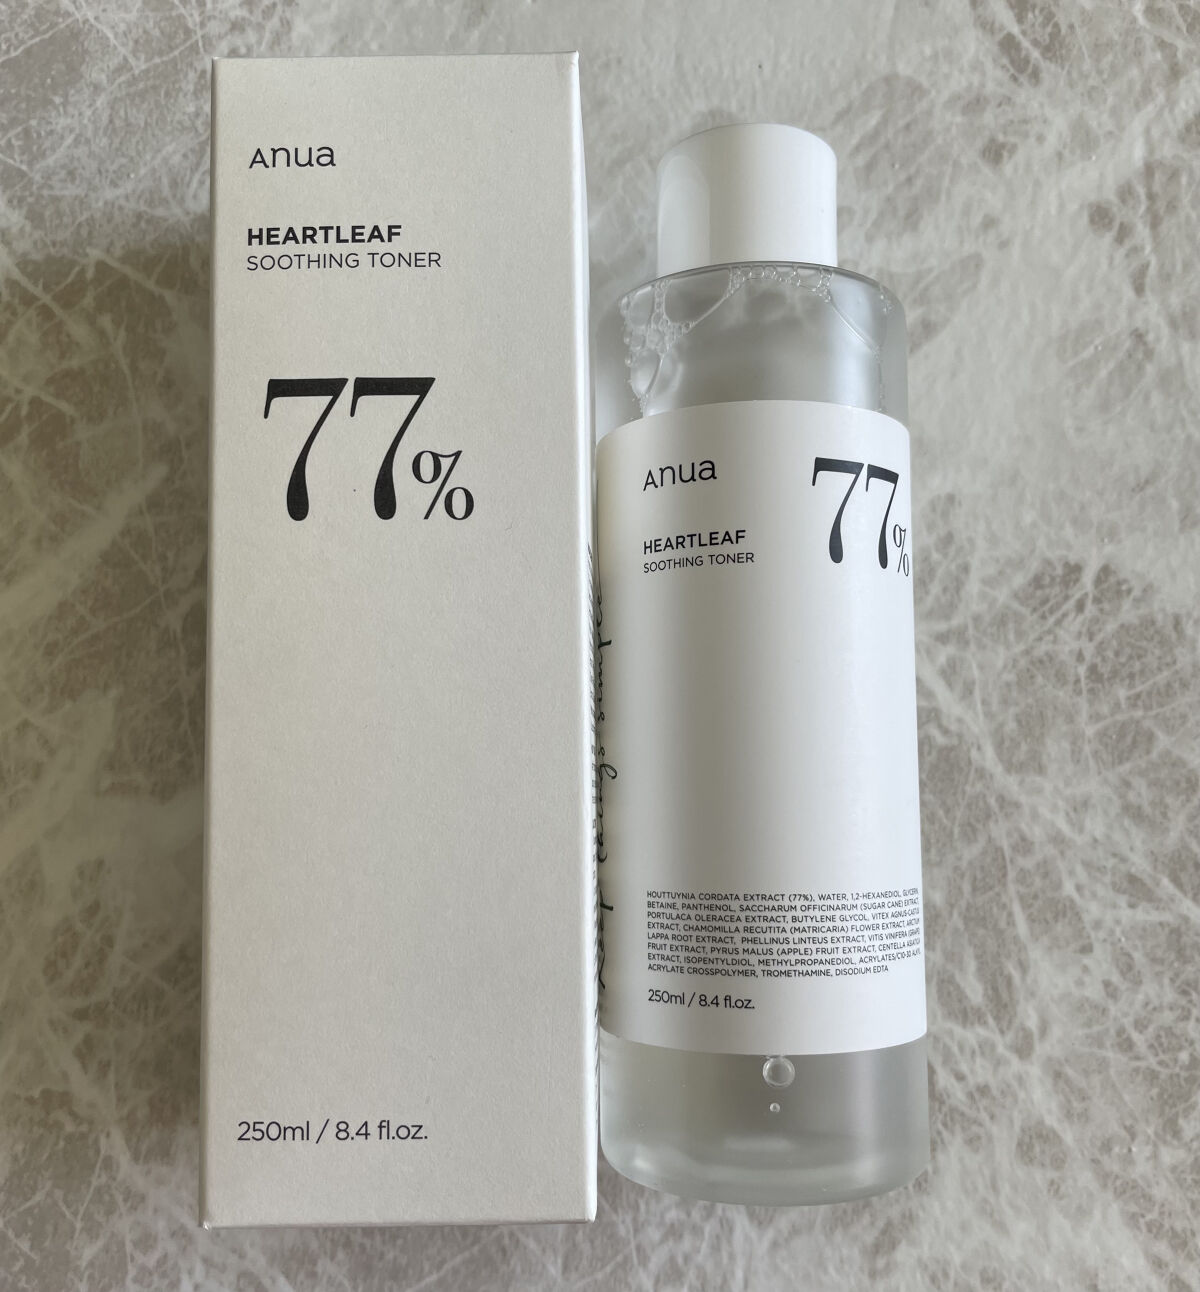 Anua
HEARTLEAF
SOOTHING TONER
77%
250ml / 8.4 fl.oz.
Anua
77%
HEARTLEAF
SOOTHING TONER
HOUTTUYNIA CORDATA EXTRACT (77%), WATER, 1,2-HEXANEDIOL, GLYCERIN,
BETAINE, PANTHENOL, SACCHARUM OFFICINARUM (SUGAR CANE) EXTRACT,
PORTULACA OLERACEA EXTRACT, BUTYLENE GLYCOL, VITEX AGNUS-CASTUS
EXTRACT, CHAMOMILLA RECUTITA (MATRICARIA) FLOWER EXTRACT, ARCTIUM
LAPPA ROOT EXTRACT, PHELLINUS LINTEUS EXTRACT, VITIS VINIFERA (GRAPE)
FRUIT EXTRACT, PYRUS MALUS (APPLE) FRUIT EXTRACT, CENTELLA ASIATICA
EXTRACT, ISOPENTYLDIOL, METHYLPROPANEDIOL, ACRYLATES/C10-30 ALKYL
ACRYLATE CROSSPOLYMER, TROMETHAMINE, DISODIUM EDTA
250ml / 8.4 fl.oz.